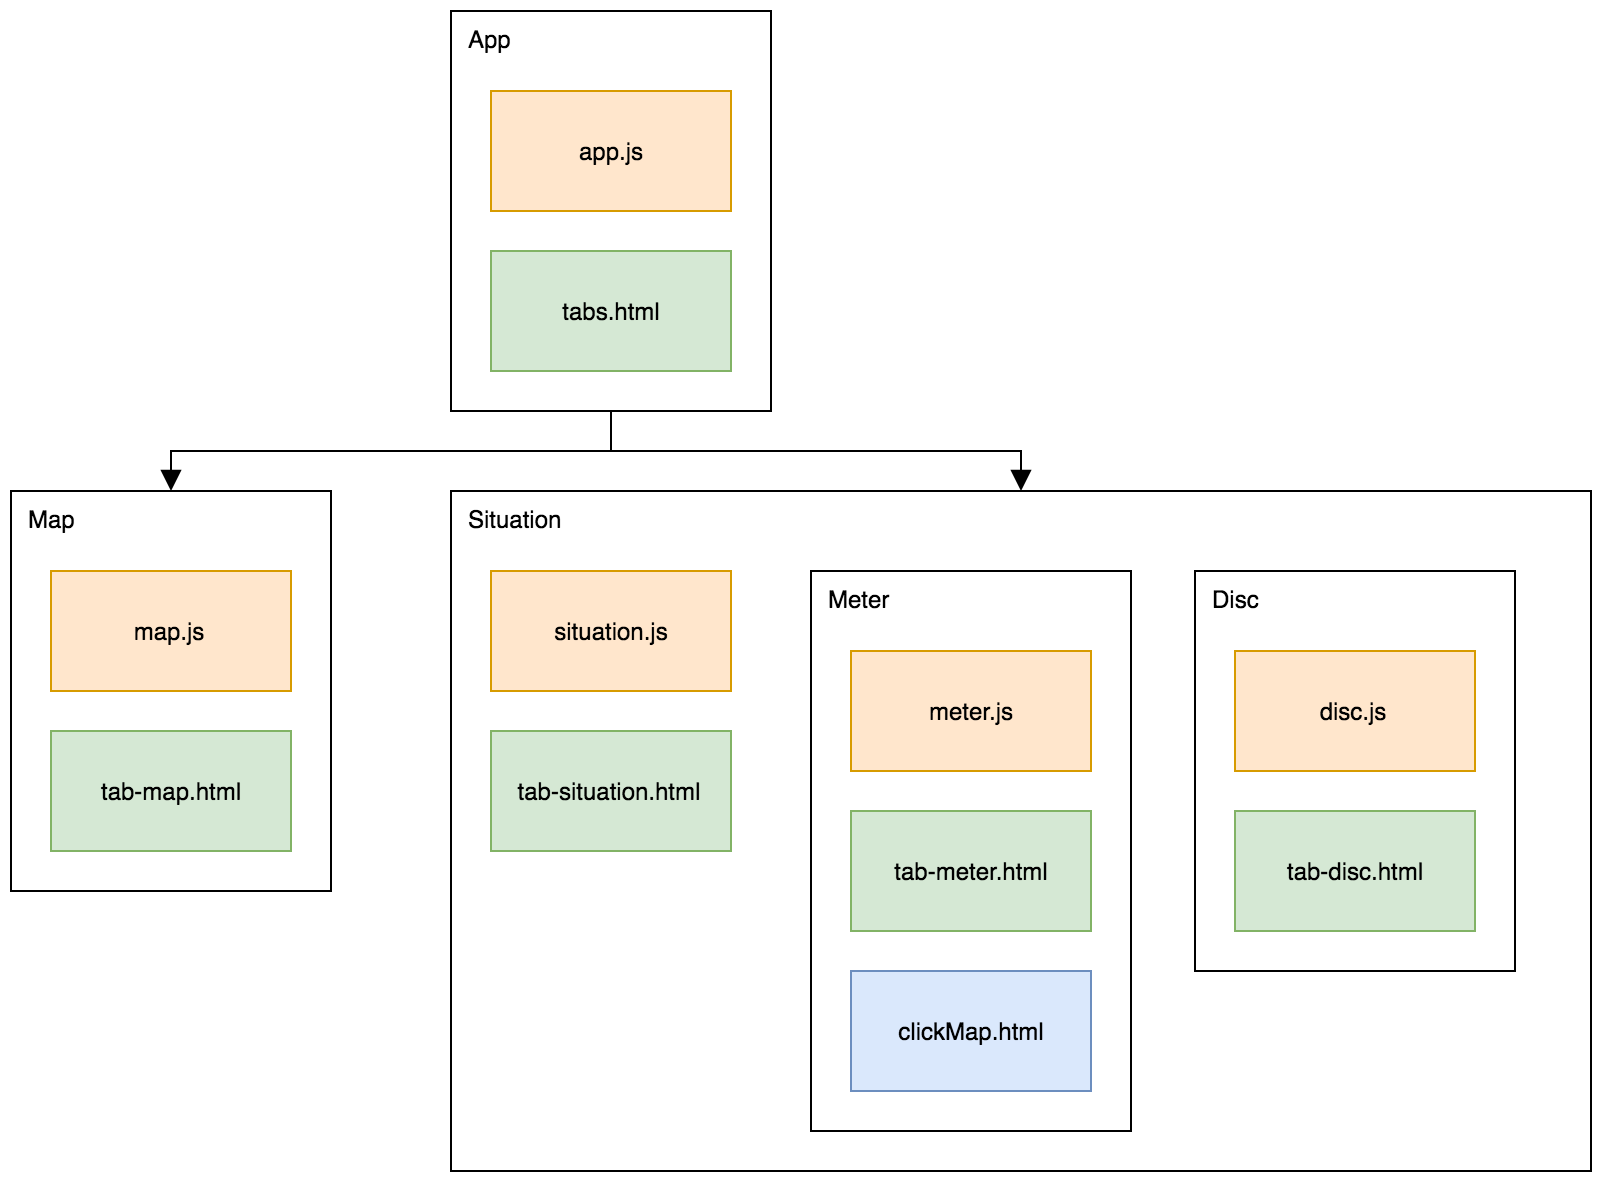 App
app.js
tabs.html
Map
map.js
tab-map.html
Situation
situation.js
tab-situation.html
Meter
meter.js
tab-meter.html
clickMap.html
Disc
disc.js
tab-disc.html